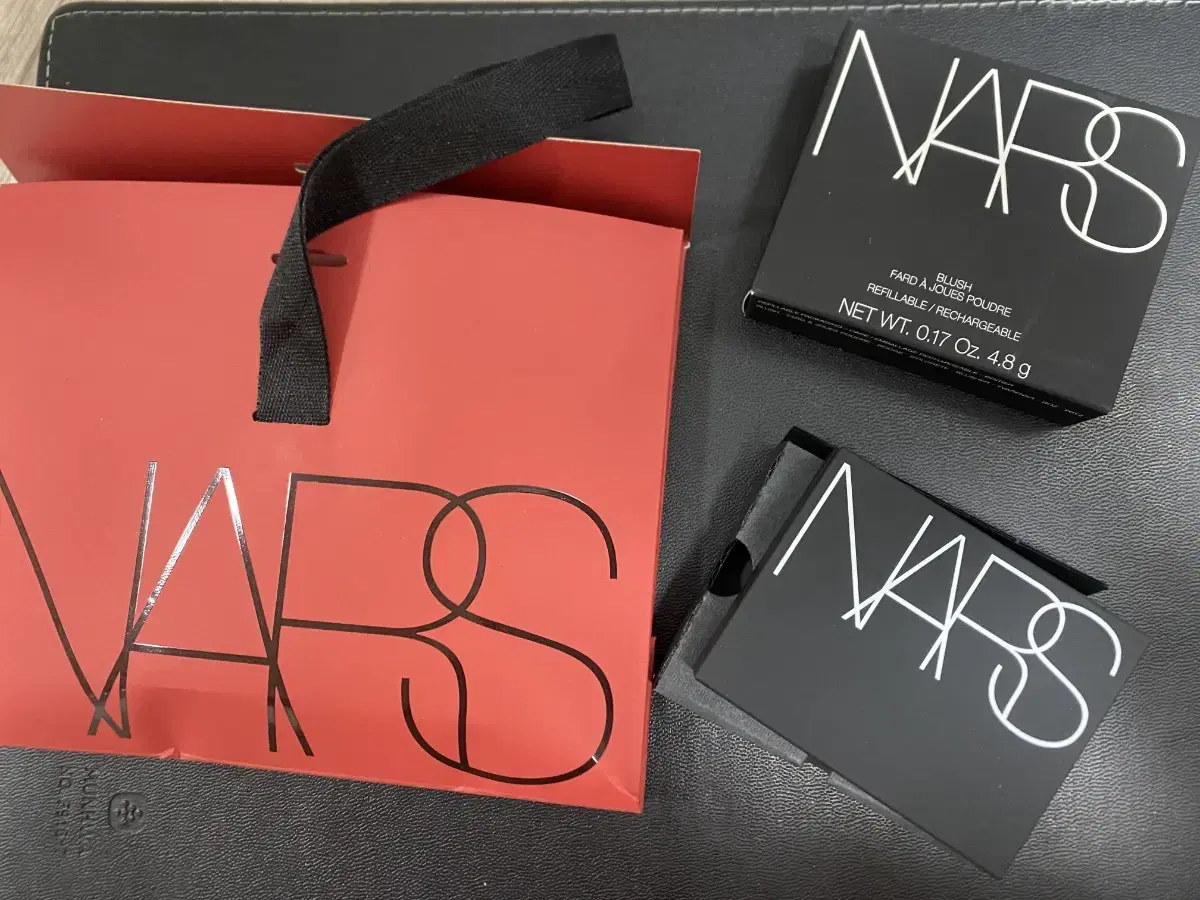 NARS
NARS
BLUSH
FARD À JOUES POUDRE
REFILLABLE / RECHARGEABLE
NET WT. 0.17 Oz. 4.8 g
NARS